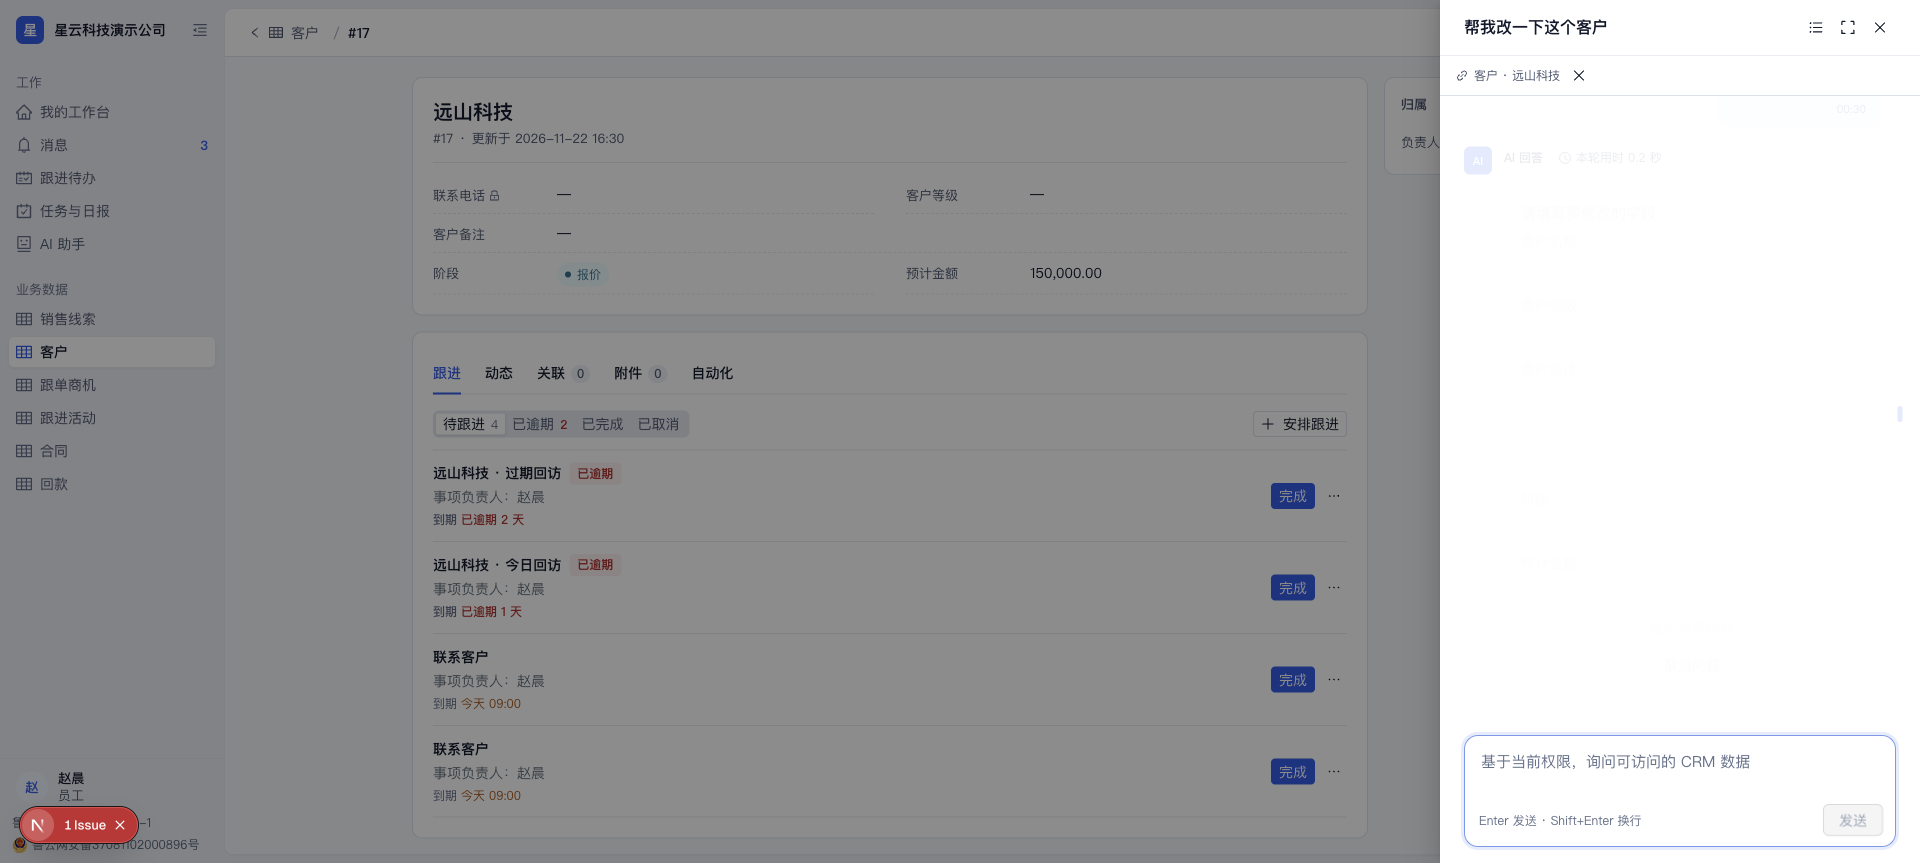 星 星云科技演示公司
工作
我的工作台
消息 3
跟进待办
任务与日报
AI 助手
业务数据
销售线索
客户
跟单商机
跟进活动
合同
回款
赵 赵晨
员工
N 1 Issue
客户 / #17
远山科技
#17 · 更新于 2026-11-22 16:30
联系电话 — 客户等级 —
客户备注 —
阶段 报价 预计金额 150,000.00
跟进 动态 关联 0 附件 0 自动化
待跟进 4 已逾期 2 已完成 已取消 安排跟进
远山科技 · 过期回访 已逾期
事项负责人：赵晨
到期 已逾期 2 天
完成
远山科技 · 今日回访 已逾期
事项负责人：赵晨
到期 已逾期 1 天
完成
联系客户
事项负责人：赵晨
到期 今天 09:00
完成
联系客户
事项负责人：赵晨
到期 今天 09:00
完成
归属
负责人
帮我改一下这个客户
客户 · 远山科技
00:30
AI AI 回答 本轮用时 0.2 秒
基于当前权限，询问可访问的 CRM 数据
Enter 发送 · Shift+Enter 换行 发送